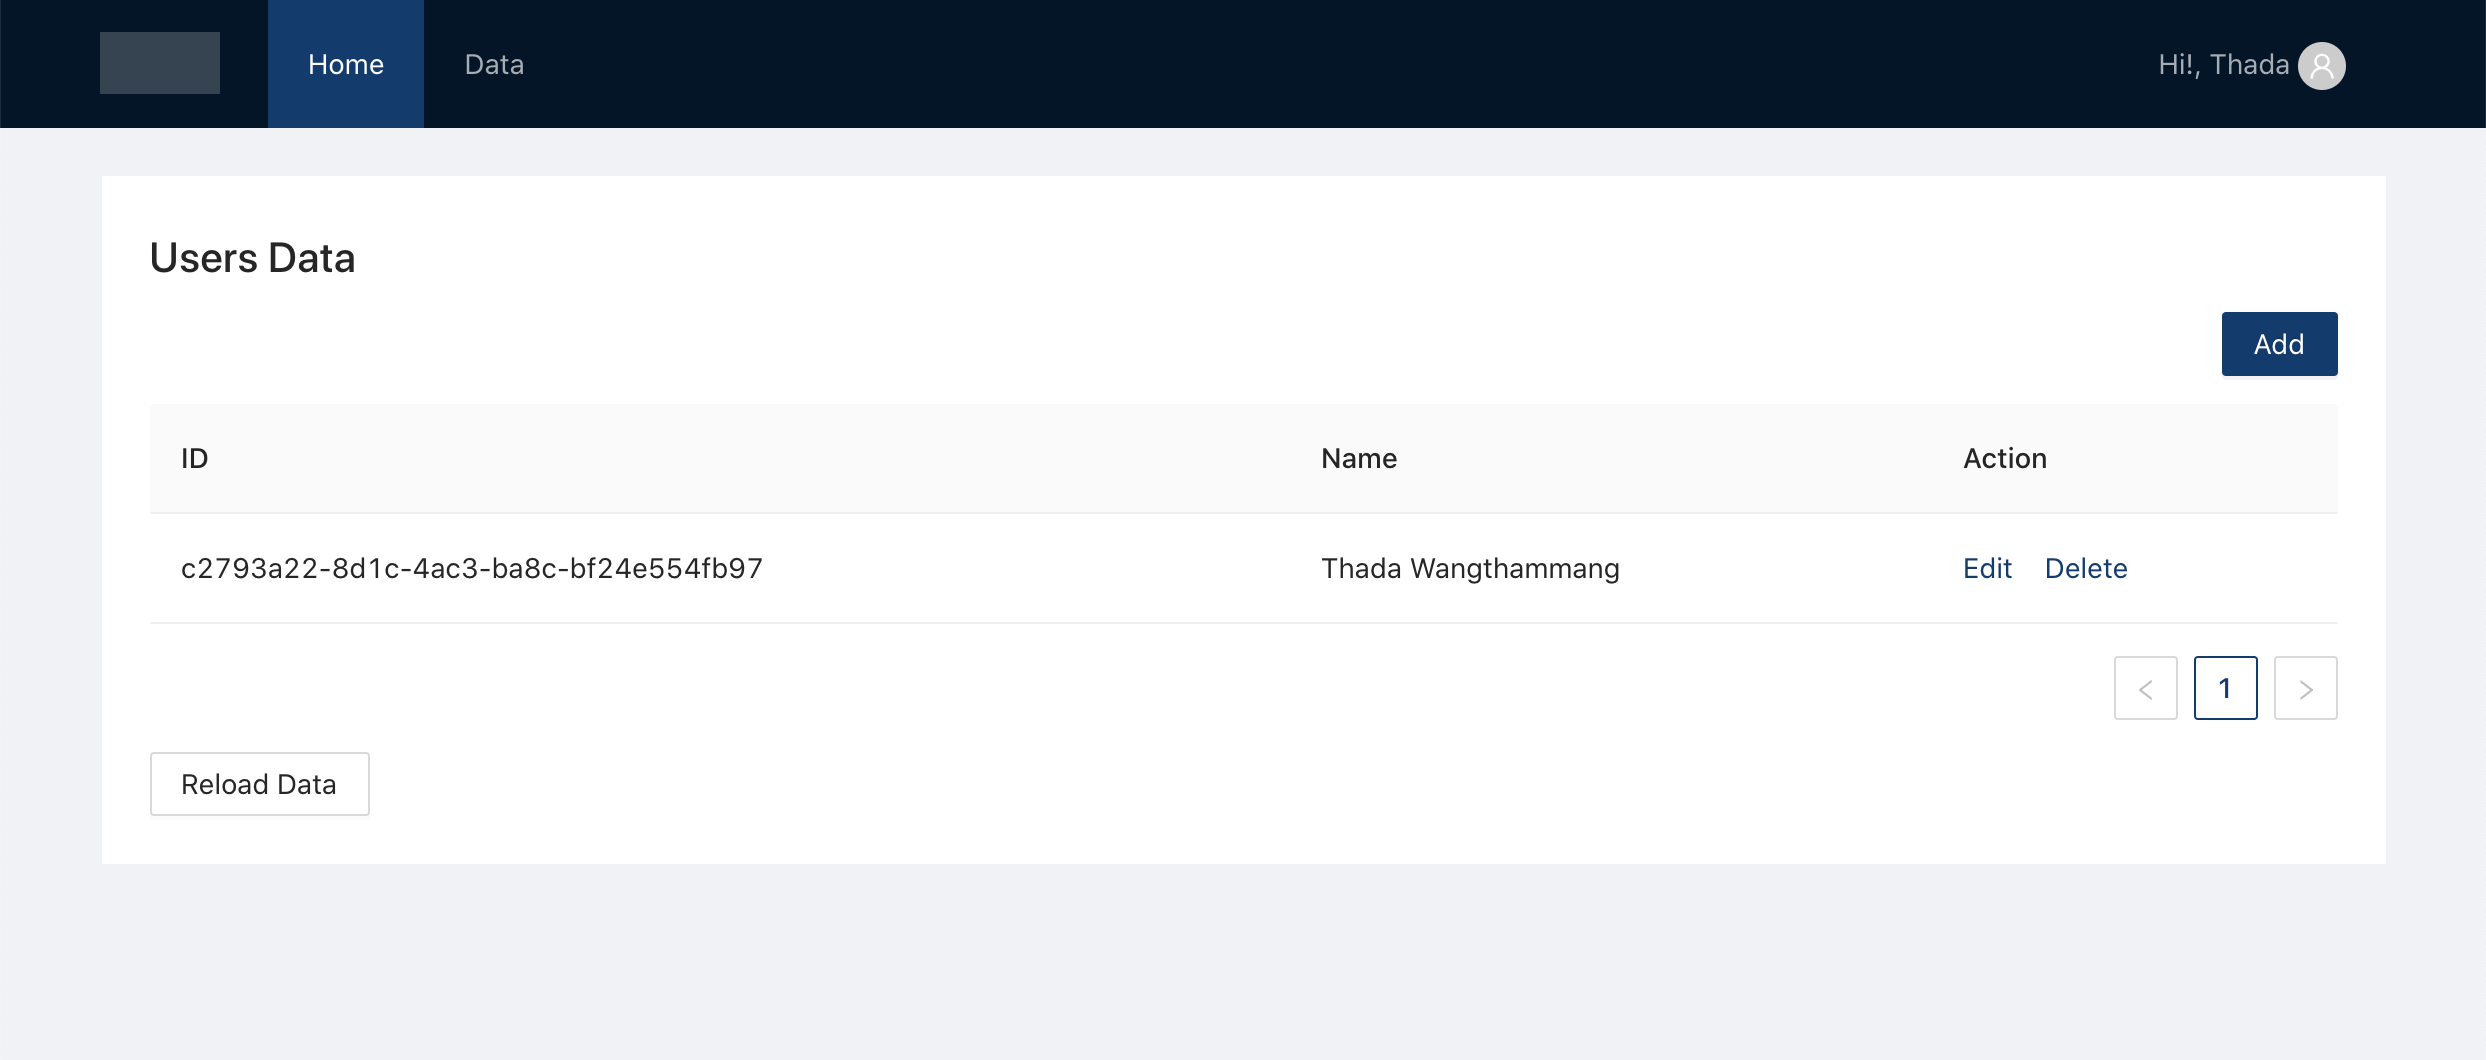 Home Data Hi!, Thada
Users Data
Add
ID Name Action
c2793a22-8d1c-4ac3-ba8c-bf24e554fb97 Thada Wangthammang Edit Delete
< 1 >
Reload Data